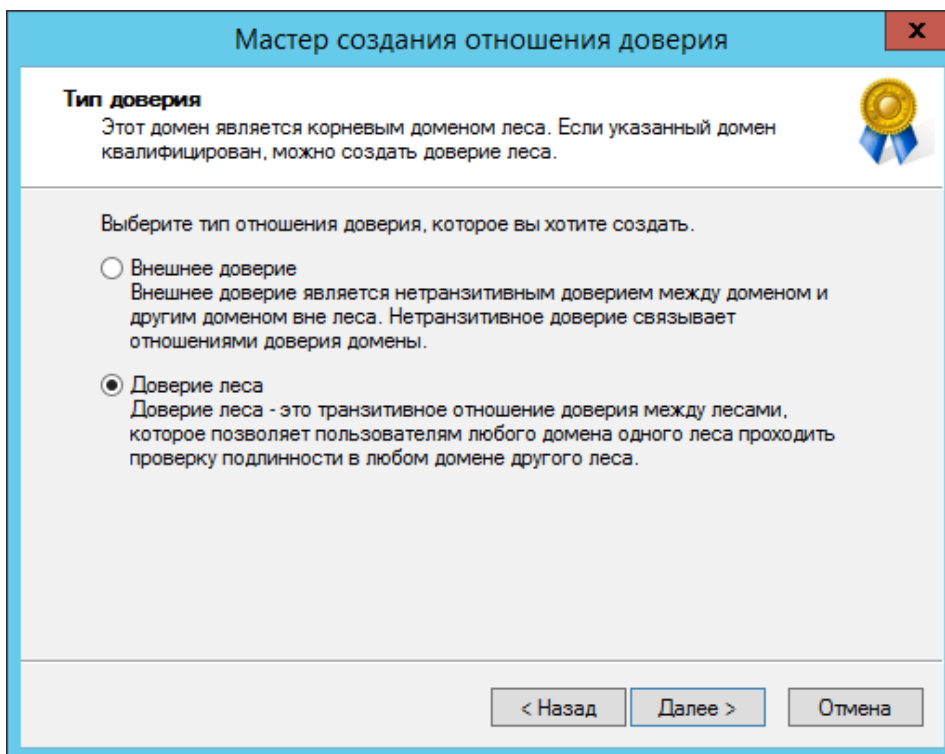 Мастер создания отношения доверия
x
Тип доверия
Этот домен является корневым доменом леса. Если указанный домен
квалифицирован, можно создать доверие леса.
Выберите тип отношения доверия, которое вы хотите создать.
Внешнее доверие
Внешнее доверие является нетранзитивным доверием между доменом и
другим доменом вне леса. Нетранзитивное доверие связывает
отношениями доверия домены.
Доверие леса
Доверие леса - это транзитивное отношение доверия между лесами,
которое позволяет пользователям любого домена одного леса проходить
проверку подлинности в любом домене другого леса.
< Назад
Далее >
Отмена